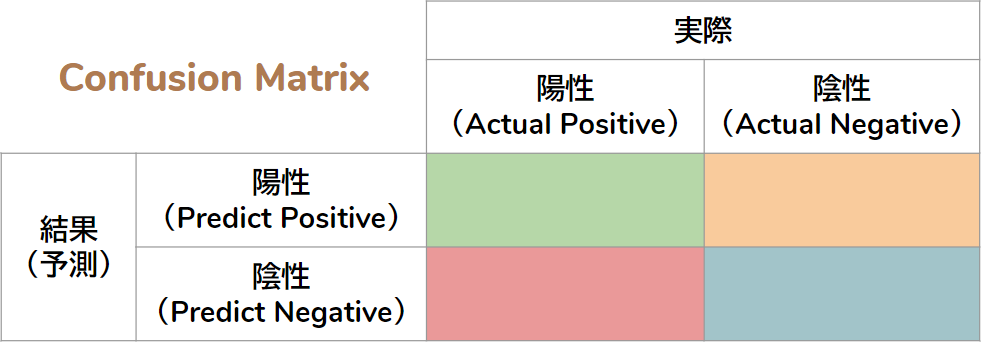 Confusion Matrix
実際
陽性
（Actual Positive）
陰性
（Actual Negative）
結果
（予測）
陽性
（Predict Positive）
陰性
（Predict Negative）